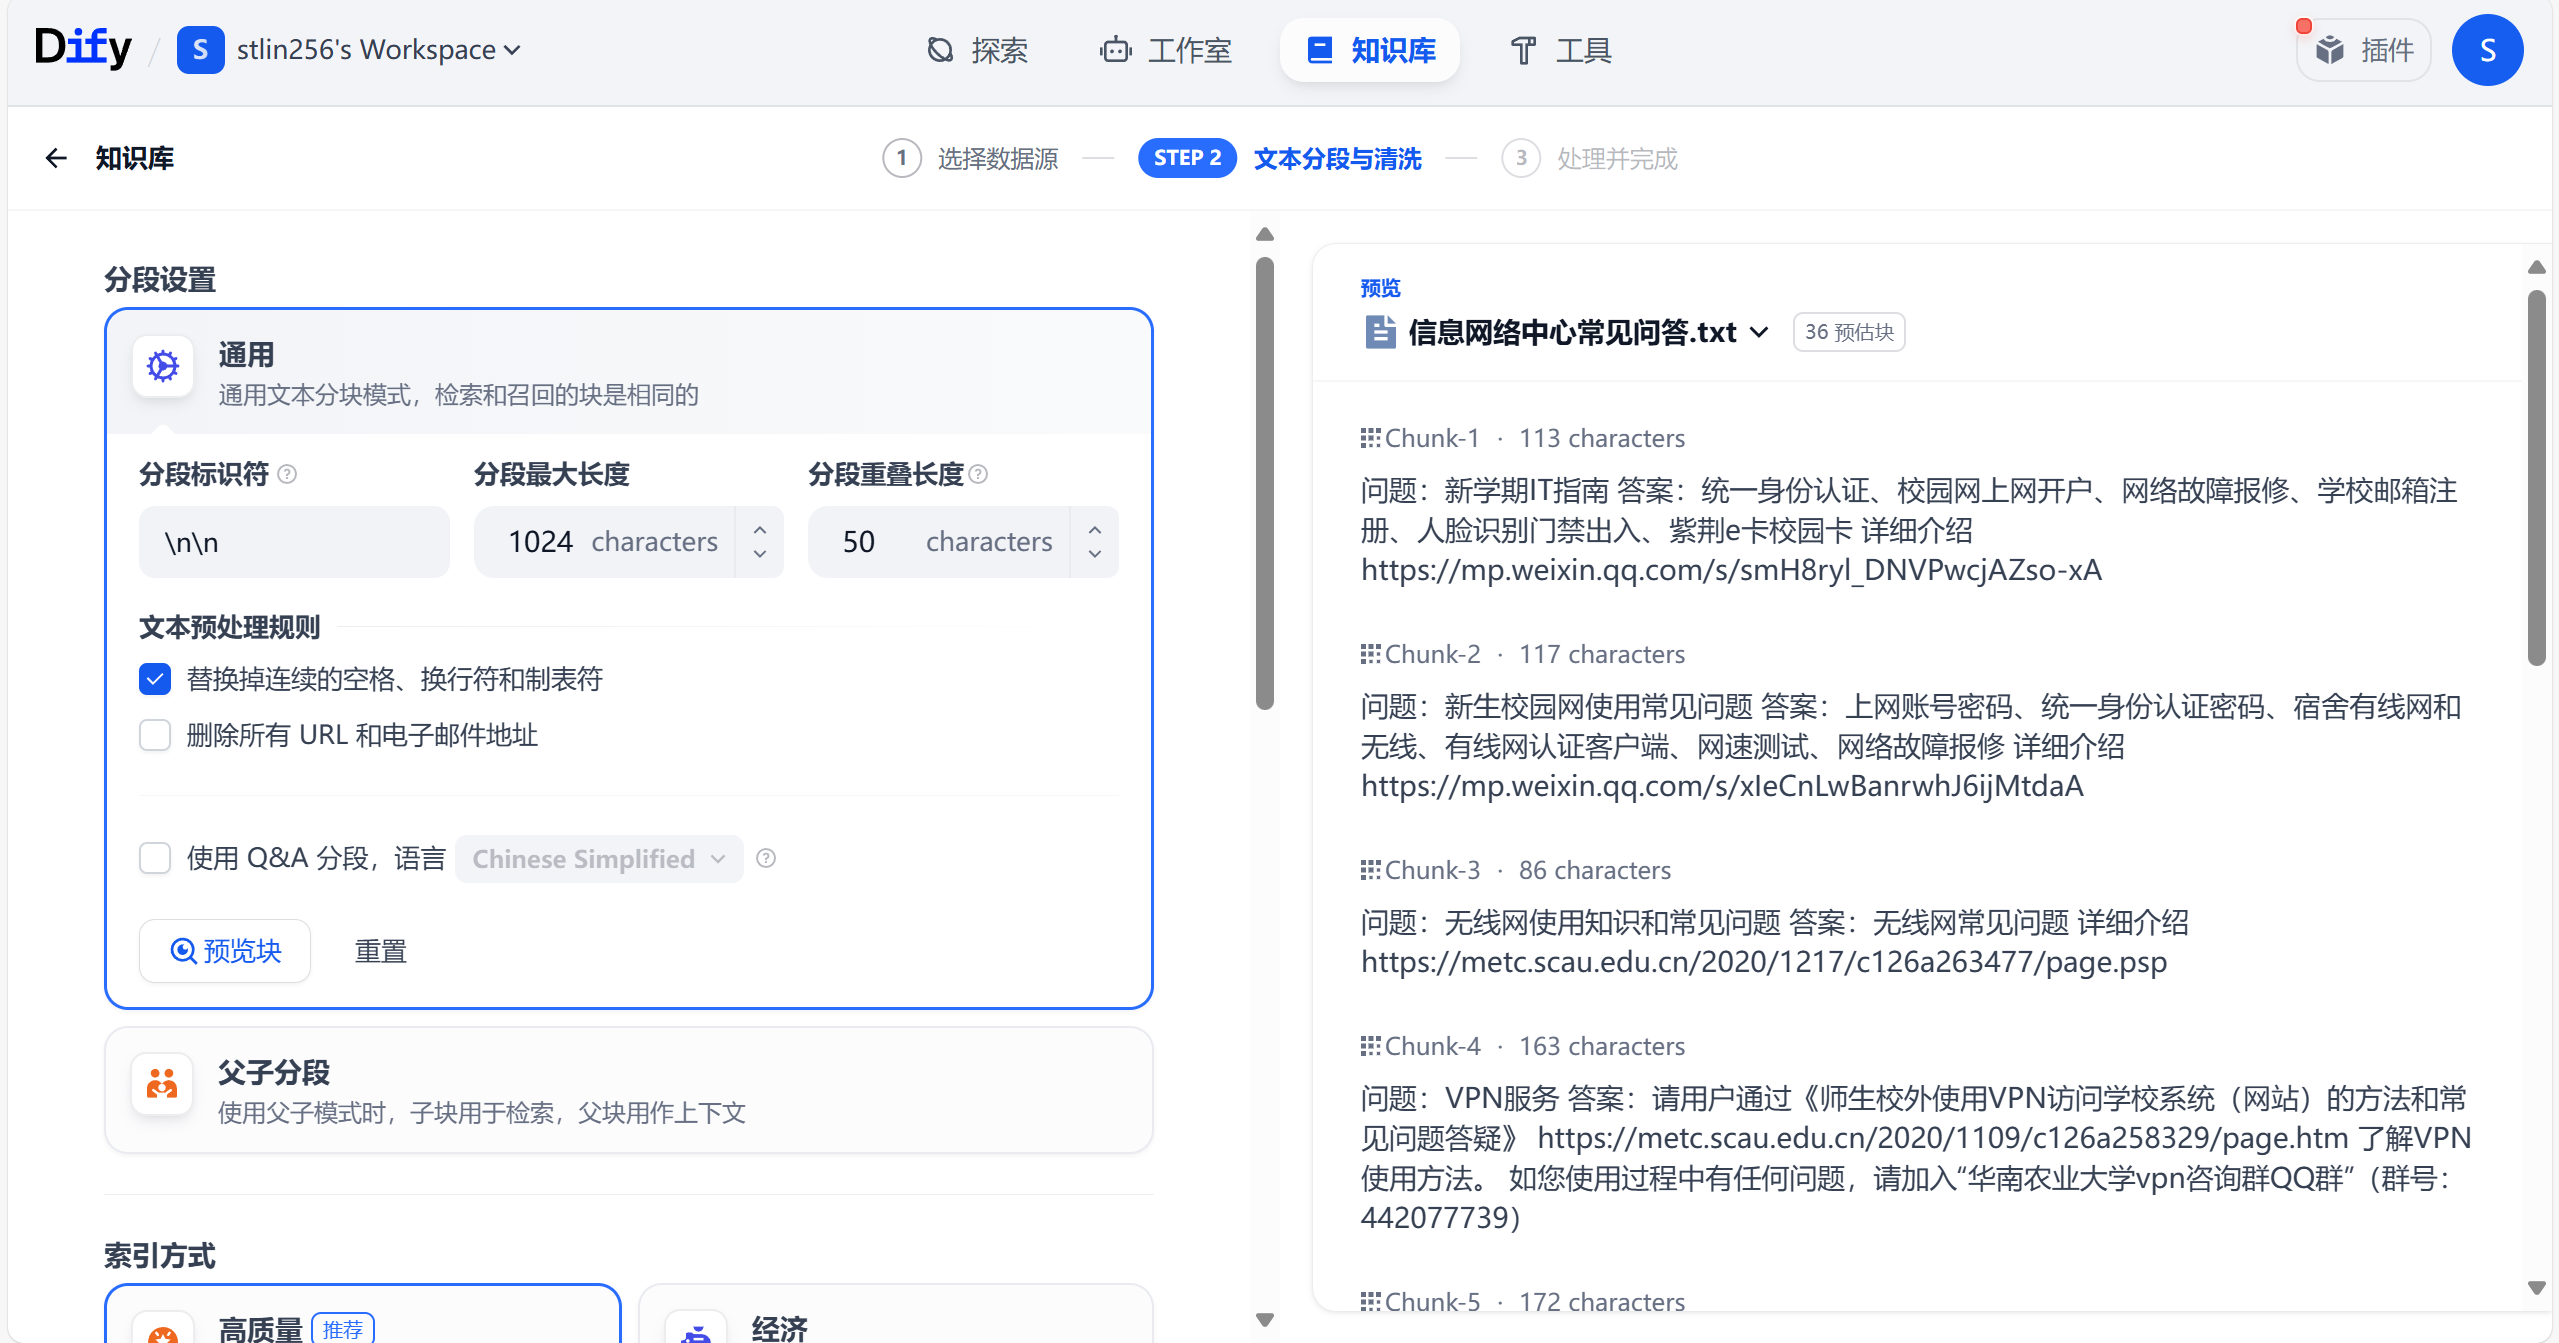 Dify / S stlin256's Workspace
探索
工作室
知识库
工具
插件
S
知识库
1 选择数据源
STEP 2 文本分段与清洗
3 处理并完成
分段设置
通用
通用文本分块模式，检索和召回的块是相同的
分段标识符
分段最大长度
分段重叠长度
\n\n
1024 characters
50 characters
文本预处理规则
替换掉连续的空格、换行符和制表符
删除所有 URL 和电子邮件地址
使用 Q&A 分段，语言 Chinese Simplified
预览块
重置
父子分段
使用父子模式时，子块用于检索，父块用作上下文
索引方式
高质量 推荐
经济
预览
信息网络中心常见问答.txt
36 预估块
Chunk-1 · 113 characters
问题：新学期IT指南 答案：统一身份认证、校园网上网开户、网络故障报修、学校邮箱注
册、人脸识别门禁出入、紫荆e卡校园卡 详细介绍
https://mp.weixin.qq.com/s/smH8ryl_DNVPwcjAZso-xA
Chunk-2 · 117 characters
问题：新生校园网使用常见问题 答案：上网账号密码、统一身份认证密码、宿舍有线网和
无线、有线网认证客户端、网速测试、网络故障报修 详细介绍
https://mp.weixin.qq.com/s/xIeCnLwBanrwhJ6ijMtdaA
Chunk-3 · 86 characters
问题：无线网使用知识和常见问题 答案：无线网常见问题 详细介绍
https://metc.scau.edu.cn/2020/1217/c126a263477/page.psp
Chunk-4 · 163 characters
问题：VPN服务 答案：请用户通过《师生校外使用VPN访问学校系统（网站）的方法和常
见问题答疑》 https://metc.scau.edu.cn/2020/1109/c126a258329/page.htm 了解VPN
使用方法。 如您使用过程中有任何问题，请加入“华南农业大学vpn咨询群QQ群”（群号：
442077739）
Chunk-5 · 172 characters